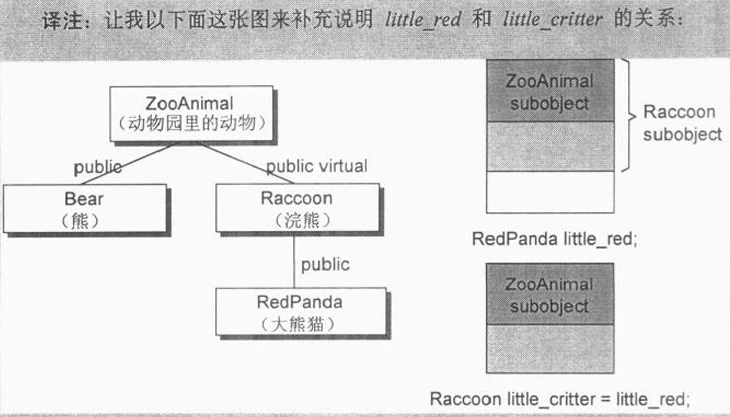 译注：让我以下面这张图来补充说明 little_red 和 little_critter 的关系：
ZooAnimal
（动物园里的动物）
public
public virtual
Bear
（熊）
Raccoon
（浣熊）
public
RedPanda
（大熊猫）
ZooAnimal
subobject
Raccoon
subobject
RedPanda little_red;
ZooAnimal
subobject
Raccoon little_critter = little_red;